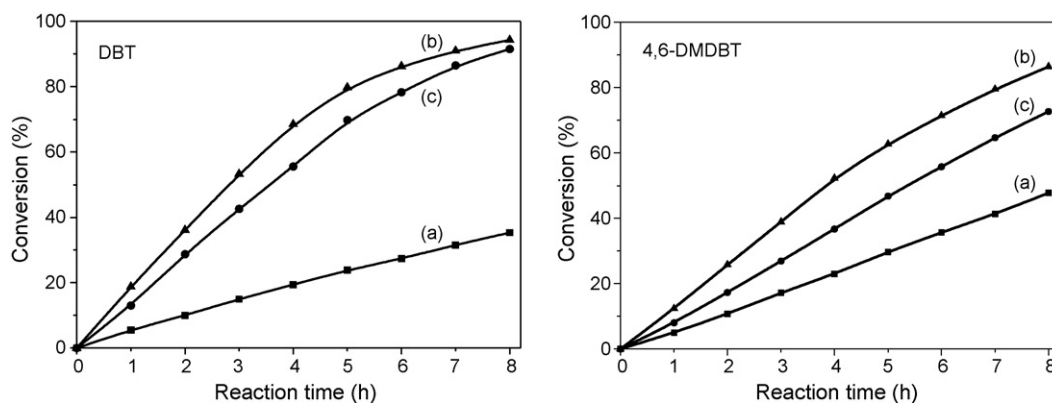 DBT
(b)
(c)
(a)
100
80
60
40
20
0
Conversion (%)
0 1 2 3 4 5 6 7 8
Reaction time (h)
4,6-DMDBT
(b)
(c)
(a)
100
80
60
40
20
0
Conversion (%)
0 1 2 3 4 5 6 7 8
Reaction time (h)